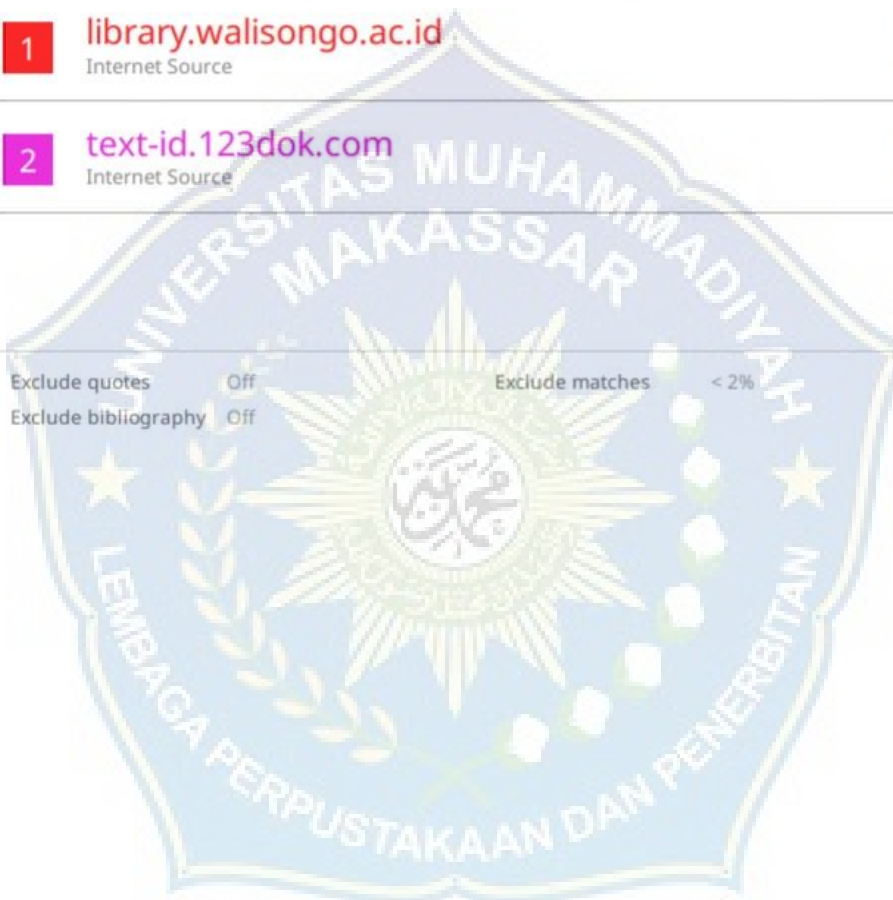 1 library.walisongo.ac.id
Internet Source
2 text-id.123dok.com
Internet Source
UNIVERSITAS MUHAMMADIYAH
MAKASSAR
Exclude quotes Off Exclude matches < 2%
Exclude bibliography Off
محمدية
LEMBAGA PERPUSTAKAAN DAN PENERBITAN